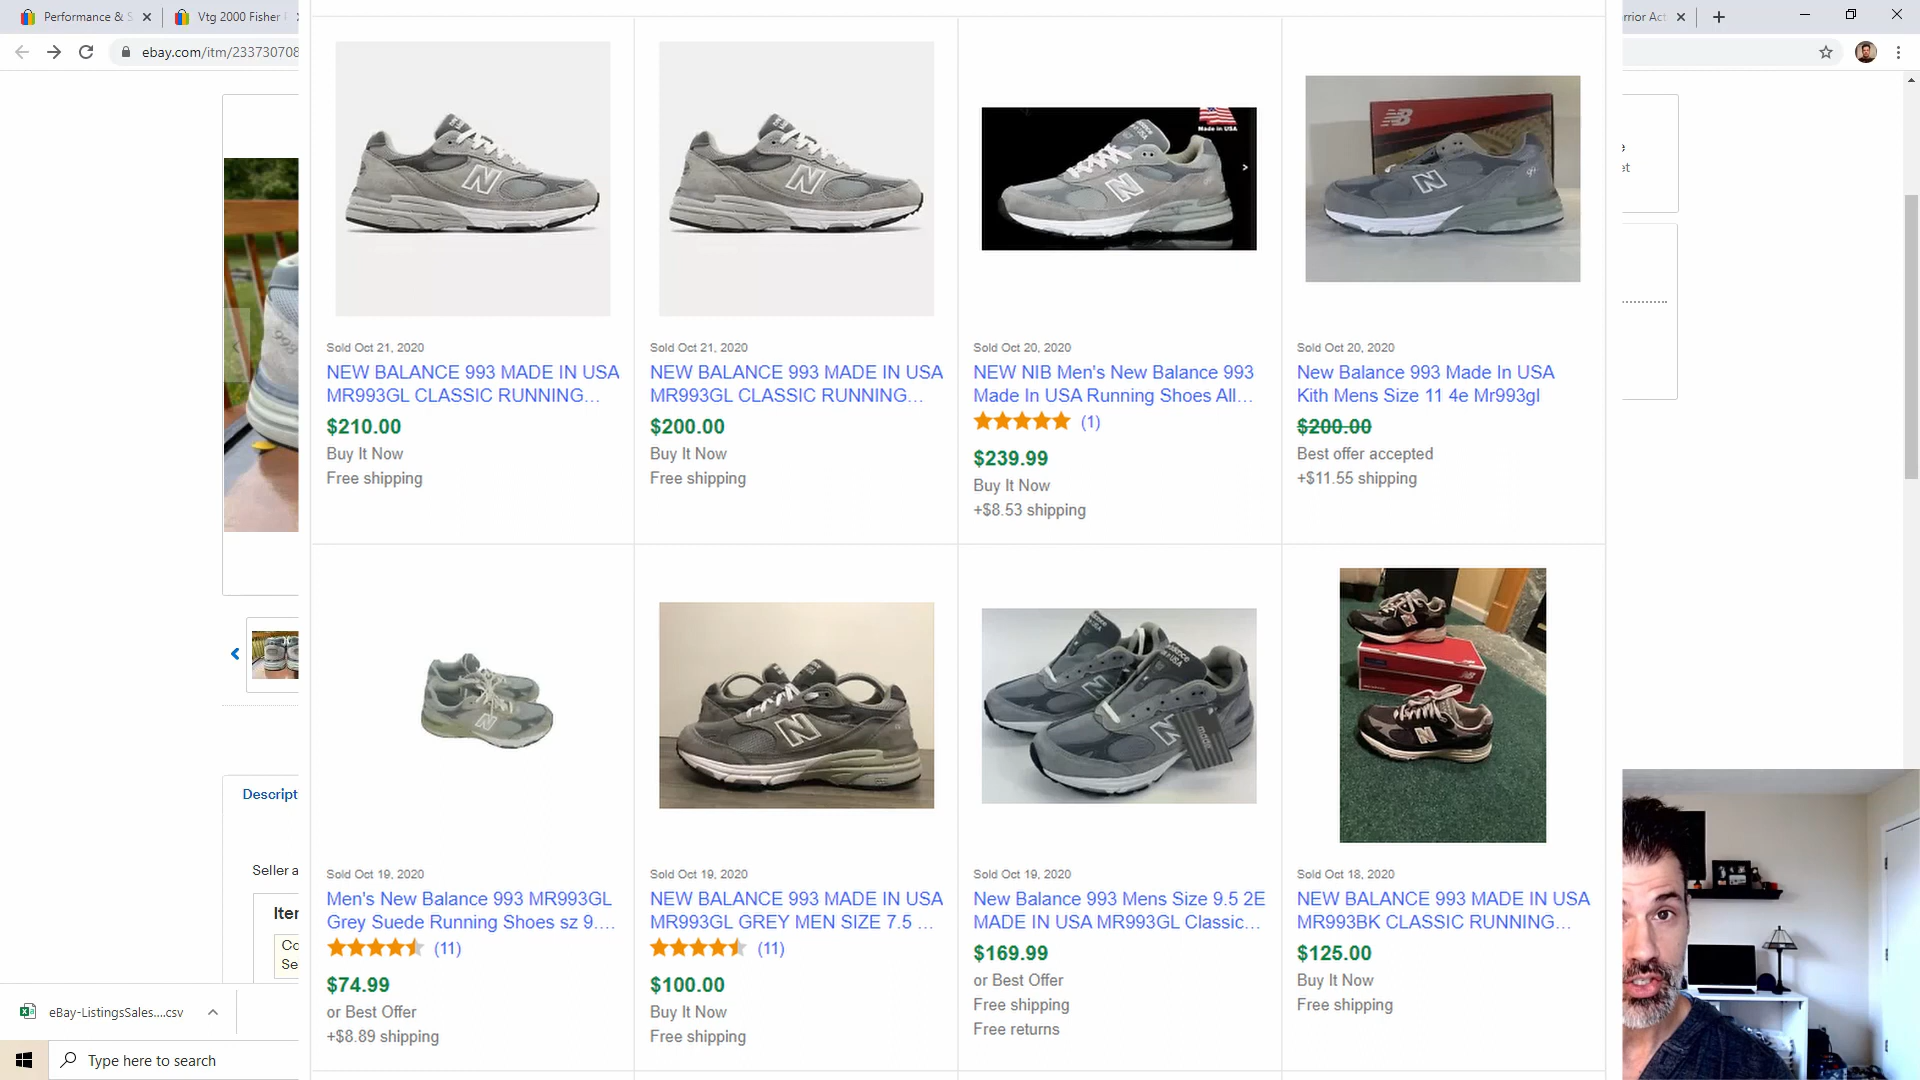 Performance & S
Vtg 2000 Fisher
rrior Act
ebay.com/itm/233730708
Made in USA
Sold Oct 21, 2020
NEW BALANCE 993 MADE IN USA
MR993GL CLASSIC RUNNING...
$210.00
Buy It Now
Free shipping
Sold Oct 21, 2020
NEW BALANCE 993 MADE IN USA
MR993GL CLASSIC RUNNING...
$200.00
Buy It Now
Free shipping
Sold Oct 20, 2020
NEW NIB Men's New Balance 993
Made In USA Running Shoes All...
(1)
$239.99
Buy It Now
+$8.53 shipping
Sold Oct 20, 2020
New Balance 993 Made In USA
Kith Mens Size 11 4e Mr993gl
$200.00
Best offer accepted
+$11.55 shipping
Sold Oct 19, 2020
Men's New Balance 993 MR993GL
Grey Suede Running Shoes sz 9....
(11)
$74.99
or Best Offer
+$8.89 shipping
Sold Oct 19, 2020
NEW BALANCE 993 MADE IN USA
MR993GL GREY MEN SIZE 7.5 ...
(11)
$100.00
Buy It Now
Free shipping
Sold Oct 19, 2020
New Balance 993 Mens Size 9.5 2E
MADE IN USA MR993GL Classic...
$169.99
or Best Offer
Free shipping
Free returns
Sold Oct 18, 2020
NEW BALANCE 993 MADE IN USA
MR993BK CLASSIC RUNNING...
$125.00
Buy It Now
Free shipping
Descript
Seller a
Iter
Co
Se
eBay-ListingsSales....csv
Type here to search